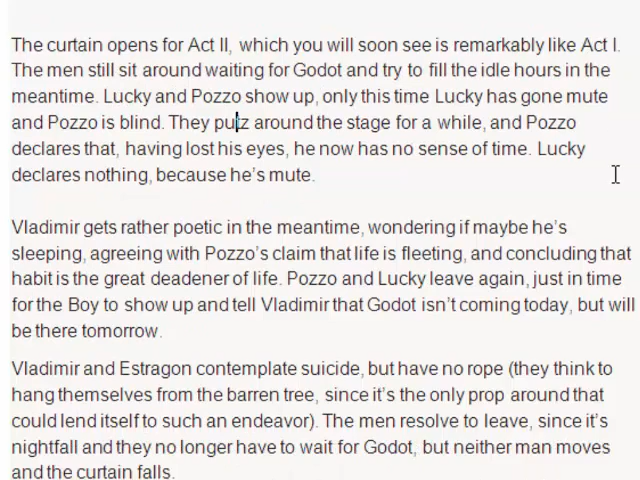 The curtain opens for Act II, which you will soon see is remarkably like Act I.
The men still sit around waiting for Godot and try to fill the idle hours in the
meantime. Lucky and Pozzo show up, only this time Lucky has gone mute
and Pozzo is blind. They putz around the stage for a while, and Pozzo
declares that, having lost his eyes, he now has no sense of time. Lucky
declares nothing, because he’s mute.
Vladimir gets rather poetic in the meantime, wondering if maybe he’s
sleeping, agreeing with Pozzo’s claim that life is fleeting, and concluding that
habit is the great deadener of life. Pozzo and Lucky leave again, just in time
for the Boy to show up and tell Vladimir that Godot isn’t coming today, but will
be there tomorrow.
Vladimir and Estragon contemplate suicide, but have no rope (they think to
hang themselves from the barren tree, since it’s the only prop around that
could lend itself to such an endeavor). The men resolve to leave, since it’s
nightfall and they no longer have to wait for Godot, but neither man moves
and the curtain falls.